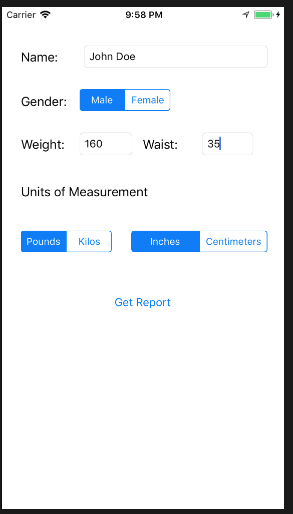 Carrier 9:58 PM
Name: John Doe
Gender: Male Female
Weight: 160 Waist: 35
Units of Measurement
Pounds Kilos Inches Centimeters
Get Report